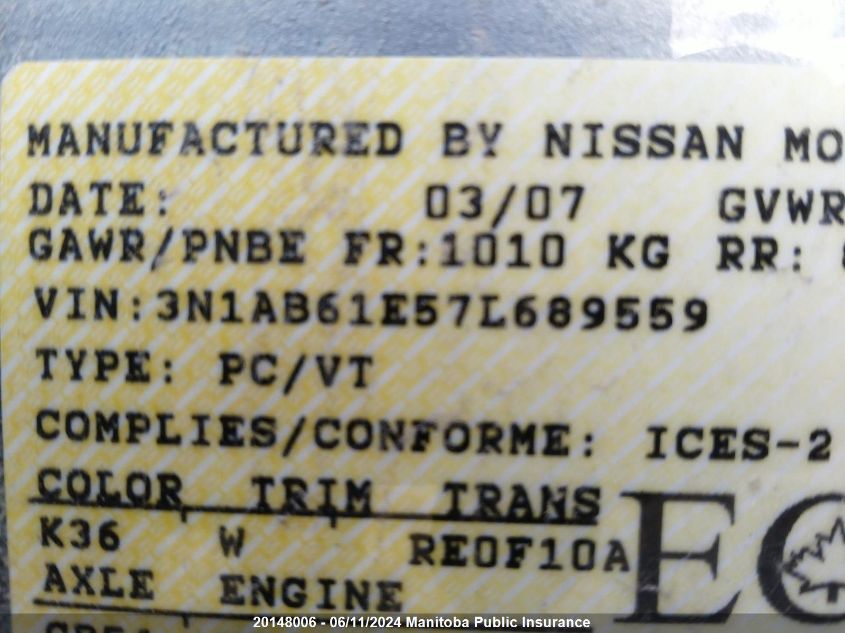 MANUFACTURED BY NISSAN MO
DATE: 03/07 GVWR
GAWR/PNBE FR:1010 KG RR:
VIN:3N1AB61E57L689559
TYPE: PC/VT
COMPLIES/CONFORME: ICES-2
COLOR TRIM TRANS
K36 W RE0F10A
AXLE ENGINE
20148006 - 06/11/2024 Manitoba Public Insurance